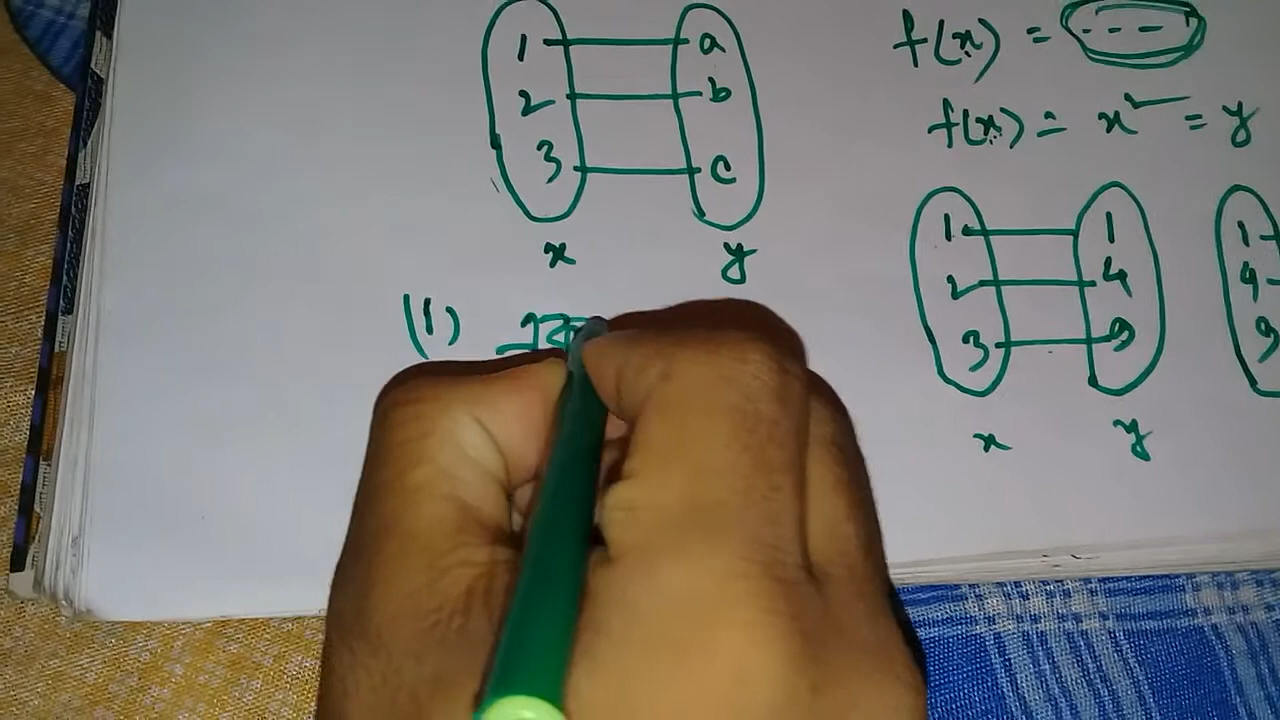 1 a
2 b
3 c
x y
(1)
f(x) = ----
f(x) = x² = y
1 1
2 4
3 9
x y
1
4
9